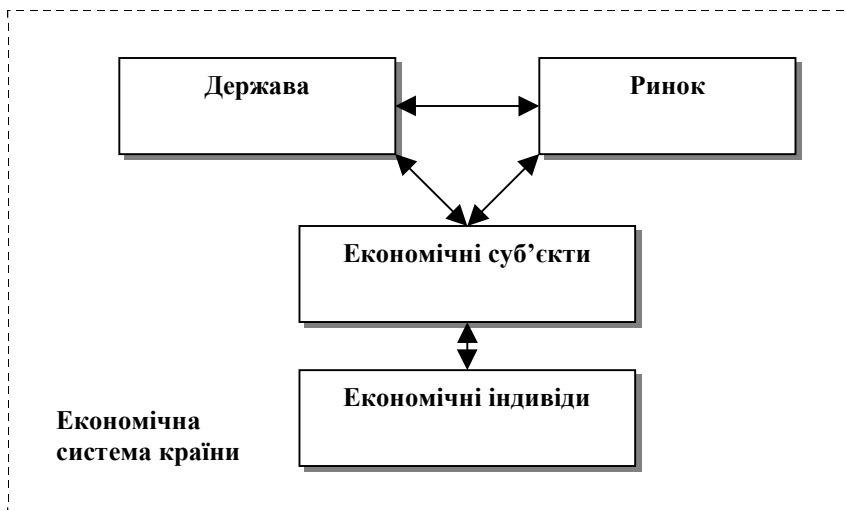 Держава
Ринок
Економічні суб’єкти
Економічні індивіди
Економічна
система країни